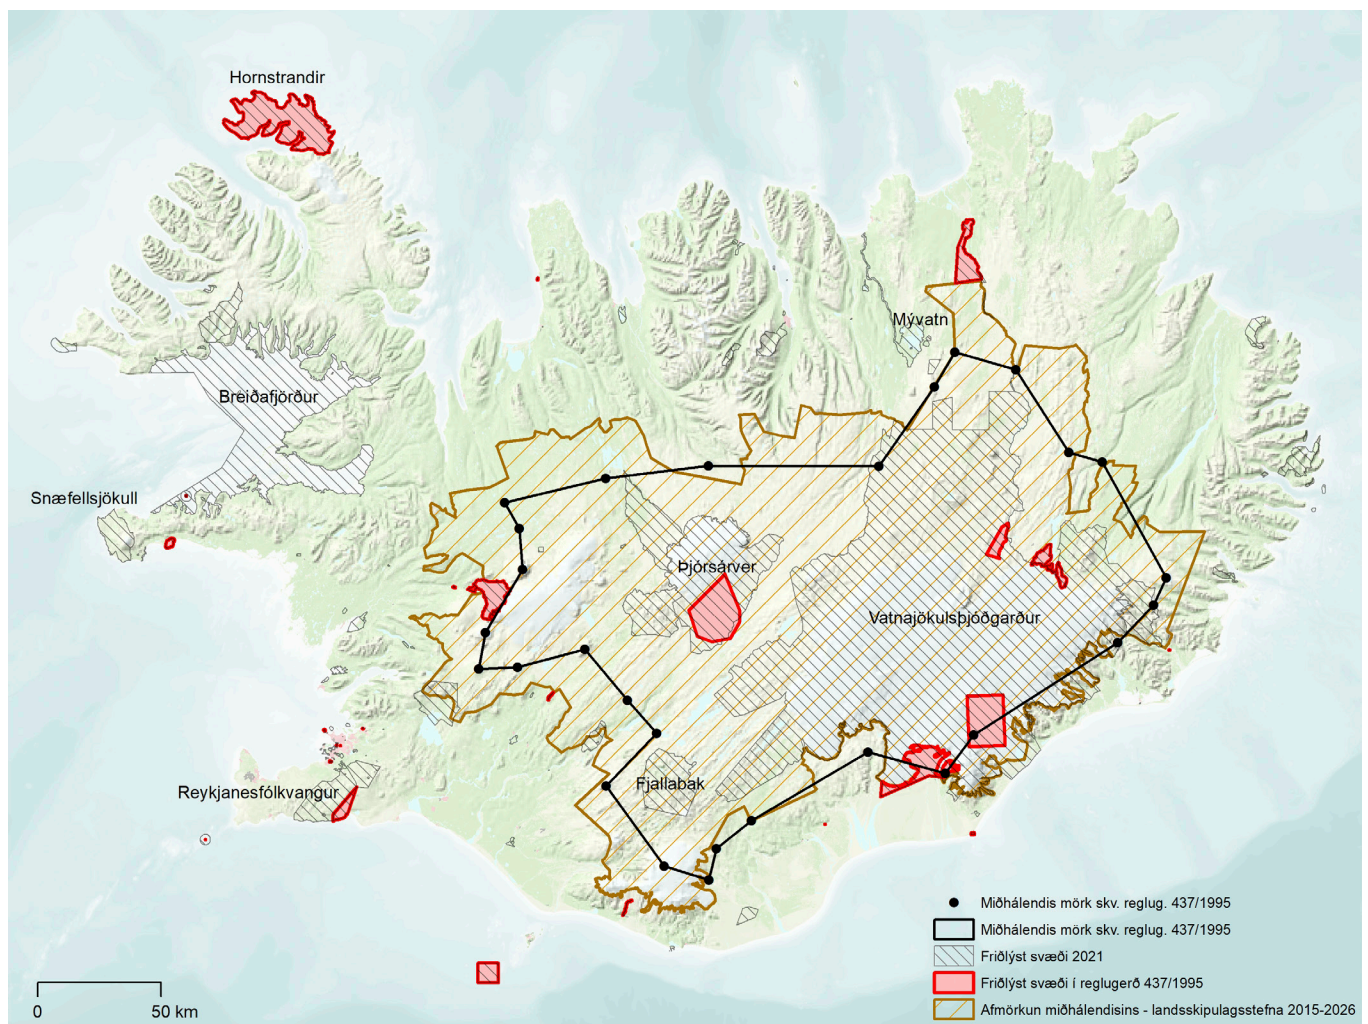 Hornstrandir
Mývatn
Breiðafjörður
Snæfellsjökull
Þjórsárver
Vatnajökulsþjóðgarður
Fjallabak
Reykjanesfólkvangur
Miðhálendis mörk skv. reglug. 437/1995
Miðhálendis mörk skv. reglug. 437/1995
Friðlýst svæði 2021
Friðlýst svæði í reglugerð 437/1995
Afmörkun miðhálendisins - landsskipulagsstefna 2015-2026
0 50 km